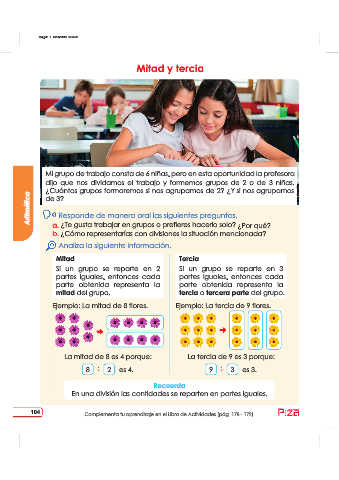 Mitad y tercia
Mi grupo de trabajo consta de 6 niñas, pero en esta oportunidad la profesora
dijo que nos dividamos el trabajo y formemos grupos de 2 o de 3 niñas.
¿Cuántos grupos formaremos si nos agrupamos de 2? ¿Y si nos agrupamos
de 3?
Aritmética
Responde de manera oral las siguientes preguntas.
a. ¿Te gusta trabajar en grupos o prefieres hacerlo solo? ¿Por qué?
b. ¿Cómo representarías con divisiones la situación mencionada?
Analiza la siguiente información.
Mitad
Si un grupo se reparte en 2
partes iguales, entonces cada
parte obtenida representa la
mitad del grupo.
Ejemplo: La mitad de 8 flores.
La mitad de 8 es 4 porque:
8 : 2 es 4.
Tercia
Si un grupo se reparte en 3
partes iguales, entonces cada
parte obtenida representa la
tercia o tercera parte del grupo.
Ejemplo: La tercia de 9 flores.
La tercia de 9 es 3 porque:
9 : 3 es 3.
Recuerda
En una división las cantidades se reparten en partes iguales.
104
Complementa tu aprendizaje en el Libro de Actividades (pág. 178 - 179)